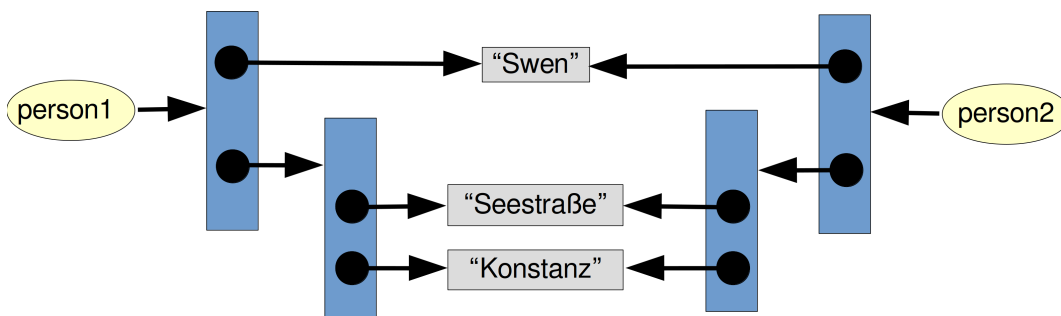 “Swen”
person1
person2
“Seestraße”
“Konstanz”